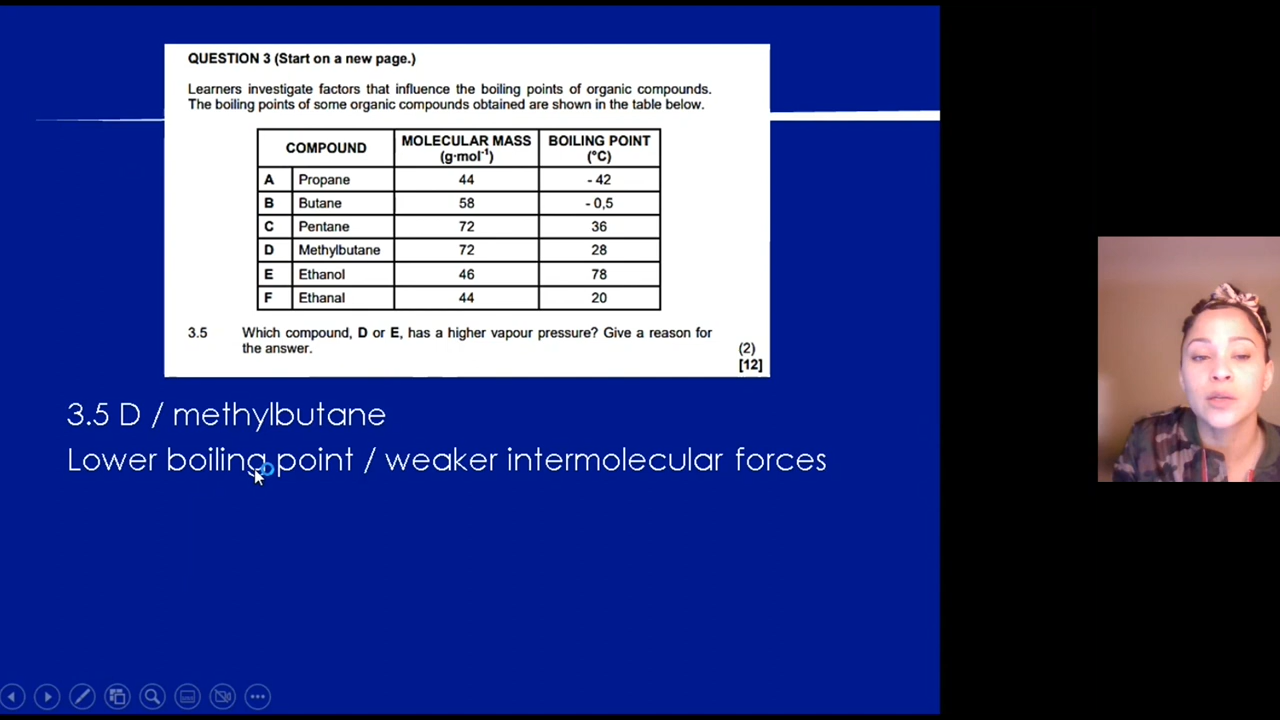 QUESTION 3 (Start on a new page.)
Learners investigate factors that influence the boiling points of organic compounds.
The boiling points of some organic compounds obtained are shown in the table below.
COMPOUND MOLECULAR MASS (g·mol⁻¹) BOILING POINT (°C)
A Propane 44 - 42
B Butane 58 - 0,5
C Pentane 72 36
D Methylbutane 72 28
E Ethanol 46 78
F Ethanal 44 20
3.5 Which compound, D or E, has a higher vapour pressure? Give a reason for
the answer. (2)
[12]
3.5 D / methylbutane
Lower boiling point / weaker intermolecular forces